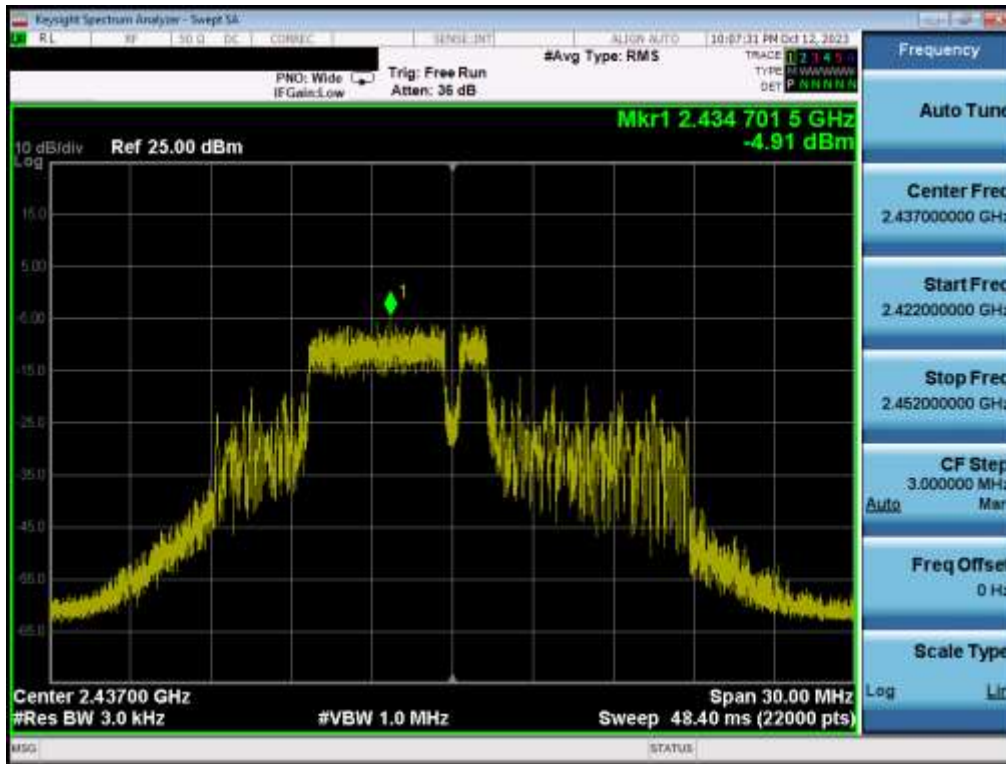 Keysight Spectrum Analyzer - Swept SA
RL RF 50 Ω DC CORREC SENSE:INT ALIGN AUTO 10:07:31 PM Oct 12, 2023
#Avg Type: RMS
TRACE 1 2 3 4 5 6
PNO: Wide Trig: Free Run
TYPE M WWWWW
IFGain:Low Atten: 36 dB
DET P N N N N N
Mkr1 2.434 701 5 GHz
-4.91 dBm
10 dB/div Ref 25.00 dBm
Log
15.0
5.00
-5.00
-15.0
-25.0
-35.0
-45.0
-55.0
-65.0
1
Center 2.43700 GHz Span 30.00 MHz
#Res BW 3.0 kHz #VBW 1.0 MHz Sweep 48.40 ms (22000 pts)
MSG STATUS
Frequency
Auto Tune
Center Freq
2.437000000 GHz
Start Freq
2.422000000 GHz
Stop Freq
2.452000000 GHz
CF Step
3.000000 MHz
Auto Man
Freq Offset
0 Hz
Scale Type
Log Lin